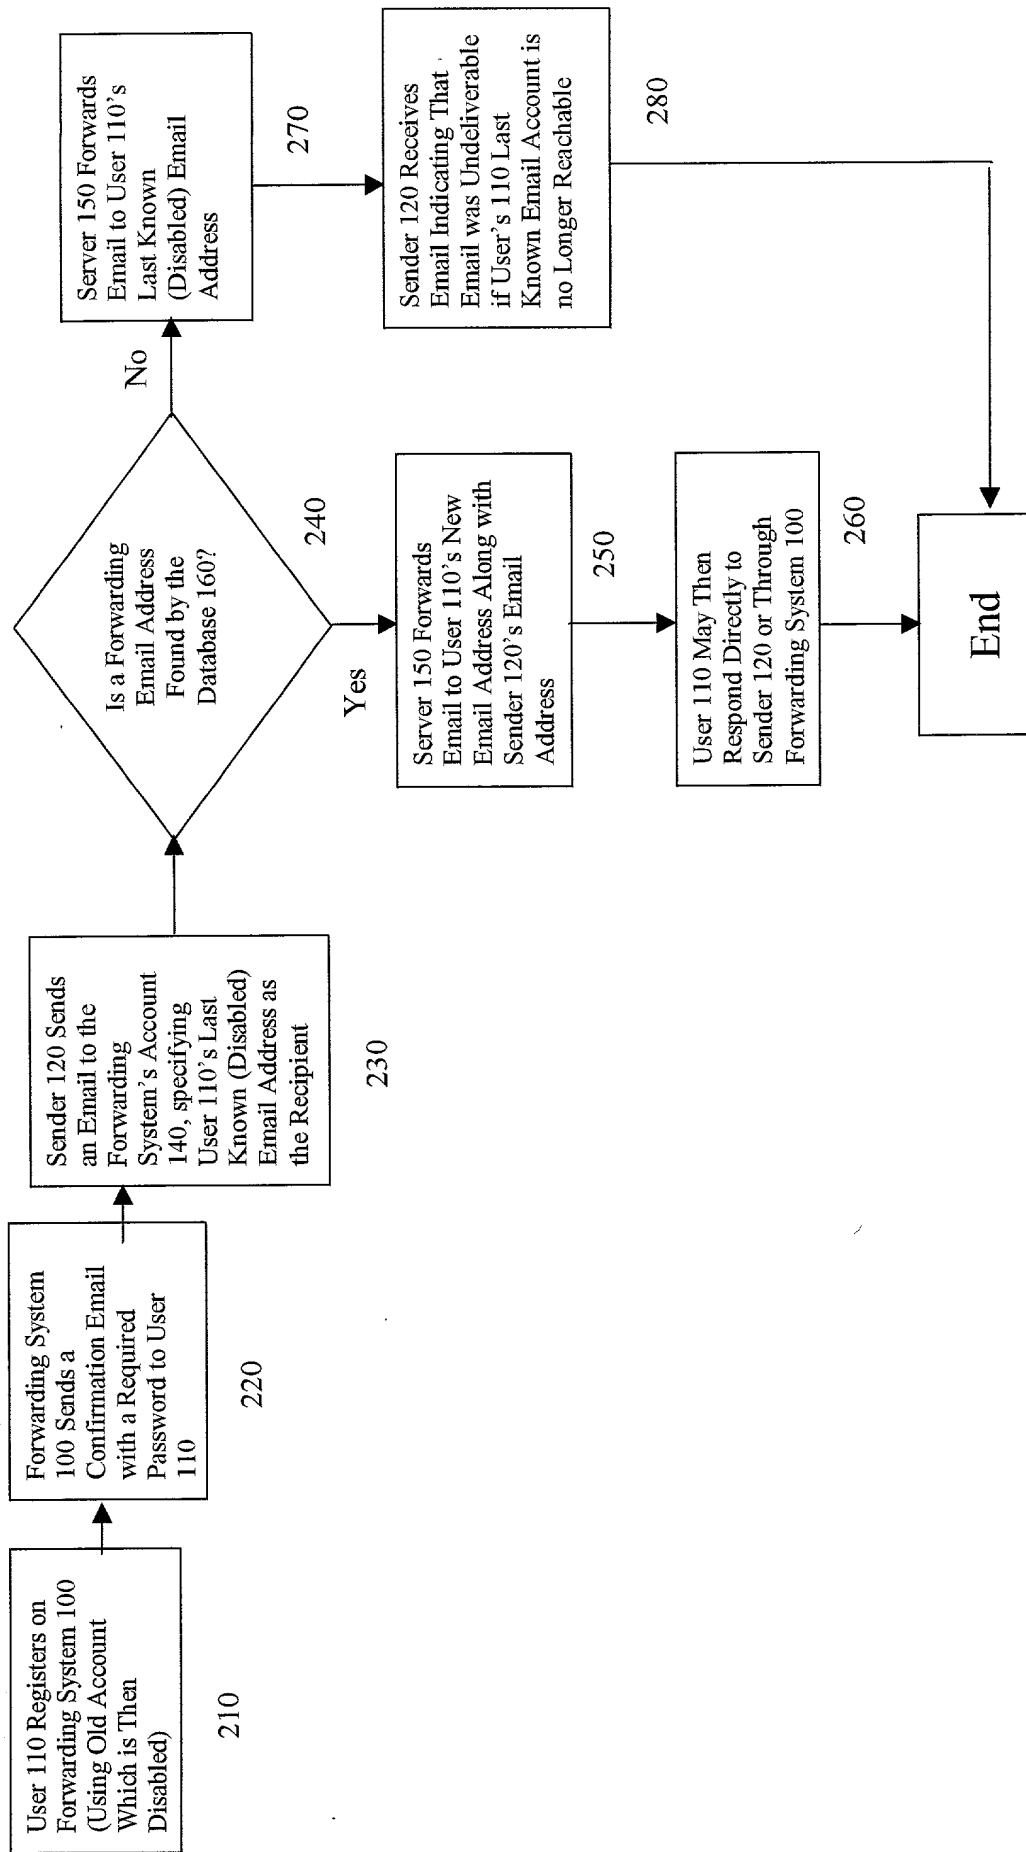 User 110 Registers on
Forwarding System 100
(Using Old Account
Which is Then
Disabled)
210
Forwarding System
100 Sends a
Confirmation Email
with a Required
Password to User
110
220
Sender 120 Sends
an Email to the
Forwarding
System's Account
140, specifying
User 110's Last
Known (Disabled)
Email Address as
the Recipient
230
Is a Forwarding
Email Address
Found by the
Database 160?
240
Yes
No
Server 150 Forwards
Email to User 110's New
Email Address Along with
Sender 120's Email
Address
250
User 110 May Then
Respond Directly to
Sender 120 or Through
Forwarding System 100
260
Server 150 Forwards
Email to User 110's
Last Known
(Disabled) Email
Address
270
Sender 120 Receives
Email Indicating That
Email was Undeliverable
if User's 110 Last
Known Email Account is
no Longer Reachable
280
End